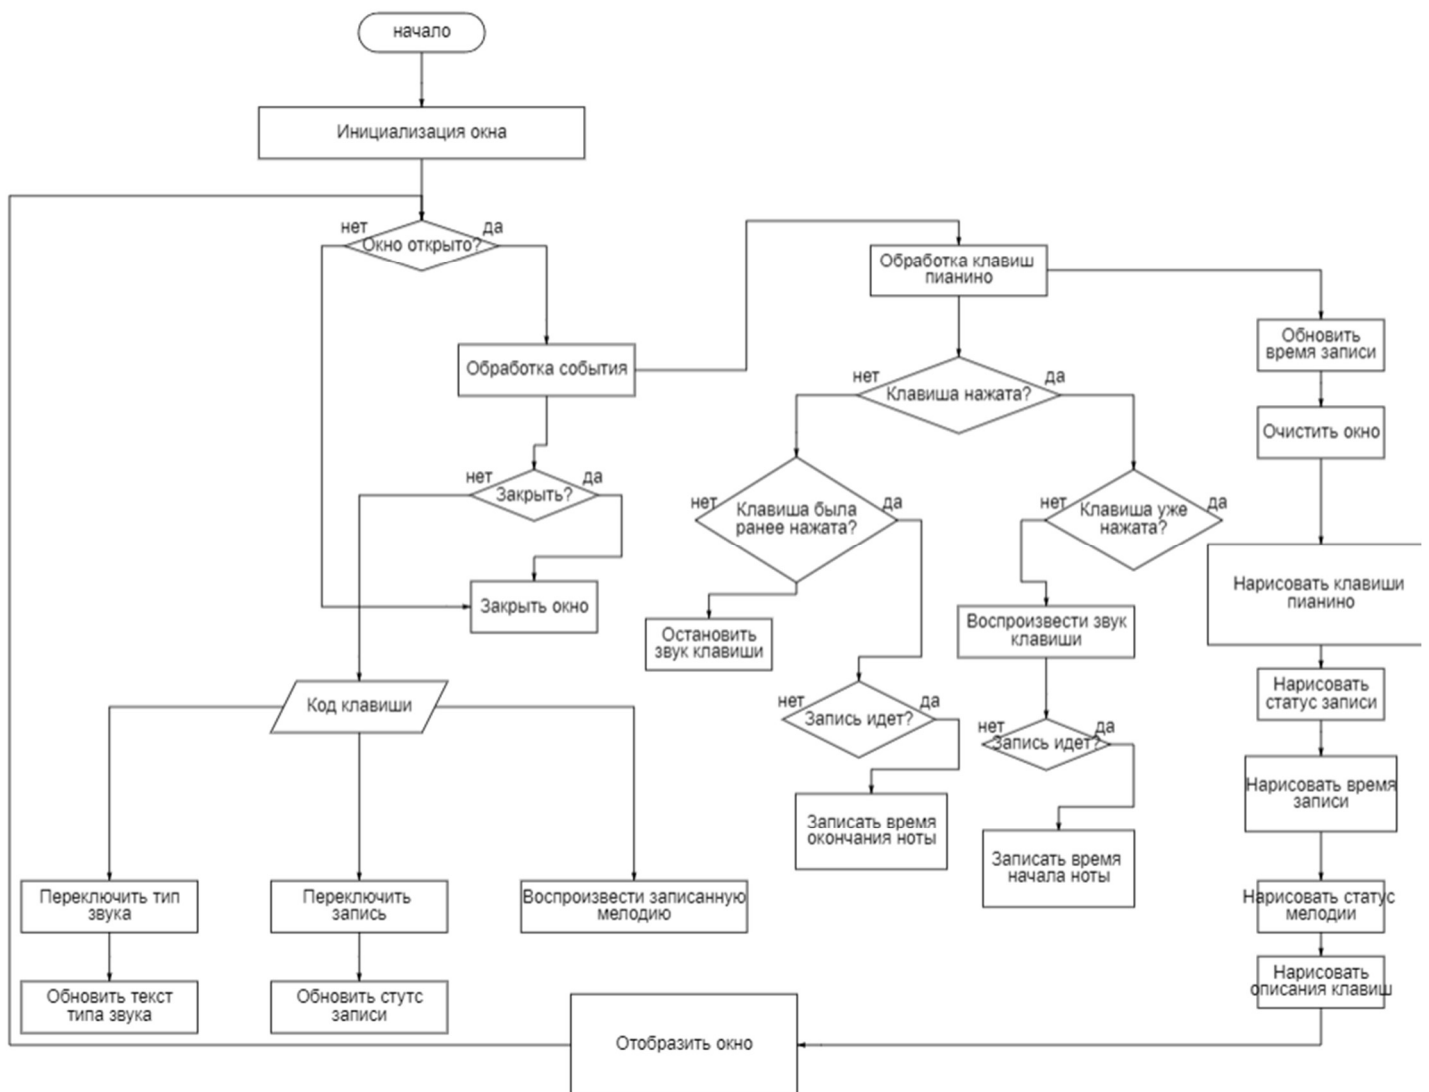 начало
Инициализация окна
нет
да
Окно открыто?
Обработка события
нет
да
Закрыть?
Закрыть окно
Код клавиши
Переключить тип
звука
Обновить текст
типа звука
Переключить
запись
Обновить стутс
записи
Воспроизвести записанную
мелодию
Обработка клавиш
пианино
нет
да
Клавиша нажата?
нет
да
Клавиша была
ранее нажата?
Остановить
звук клавиши
нет
да
Запись идет?
Записать время
окончания ноты
нет
да
Клавиша уже
нажата?
Воспроизвести звук
клавиши
нет
да
Запись идет?
Записать время
начала ноты
Обновить
время записи
Очистить окно
Нарисовать клавиши
пианино
Нарисовать
статус записи
Нарисовать время
записи
Нарисовать статус
мелодии
Нарисовать
описания клавиш
Отобразить окно